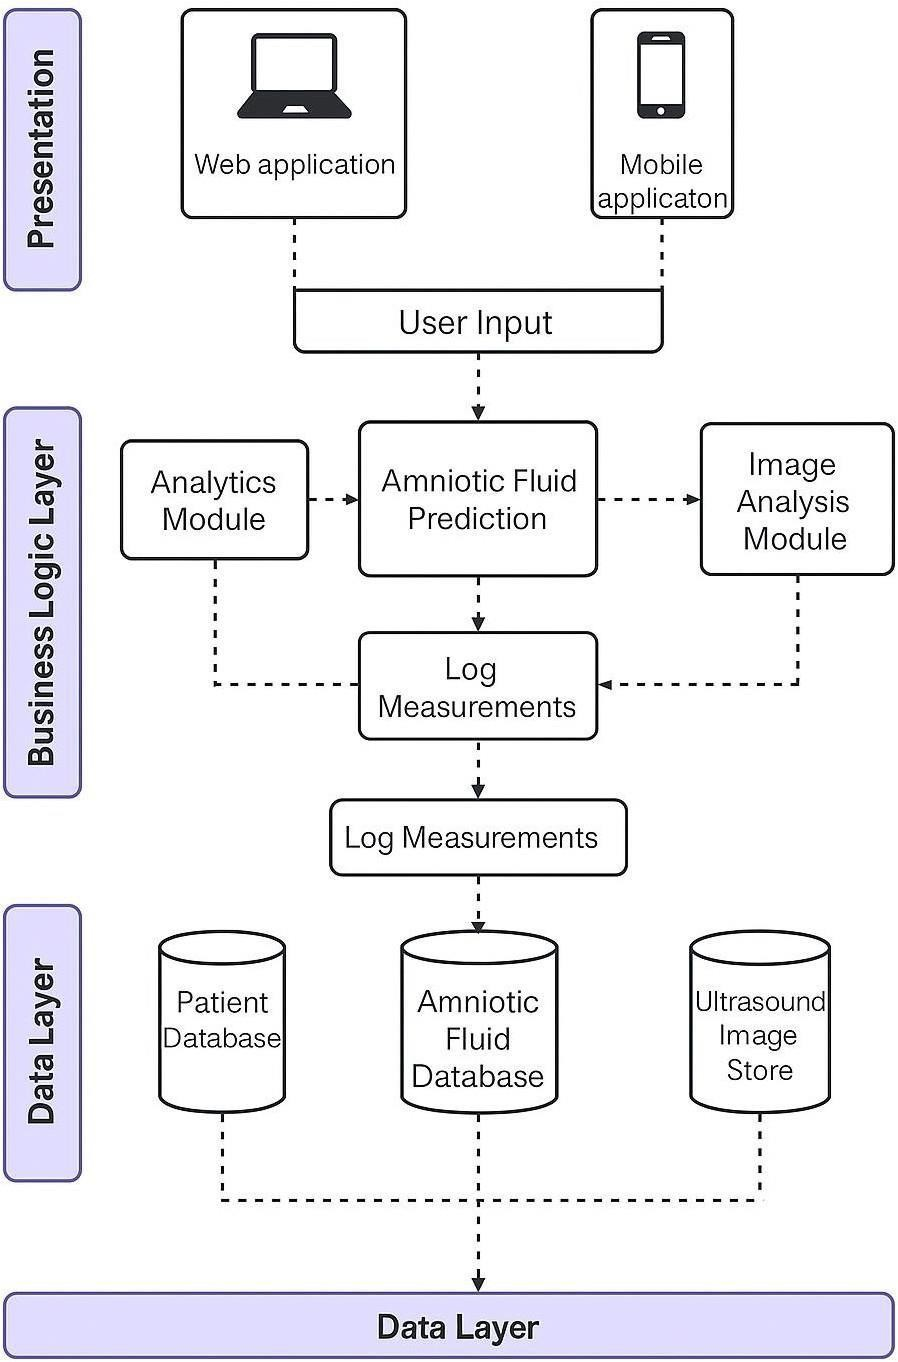 Presentation
Web application
Mobile
applicaton
User Input
Business Logic Layer
Analytics
Module
Amniotic Fluid
Prediction
Image
Analysis
Module
Log
Measurements
Log Measurements
Data Layer
Patient
Database
Amniotic
Fluid
Database
Ultrasound
Image
Store
Data Layer